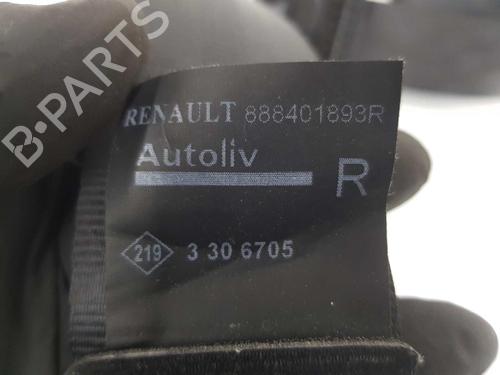 RENAULT 888401893R
Autoliv
R
219 3 30 6705
B-PARTS